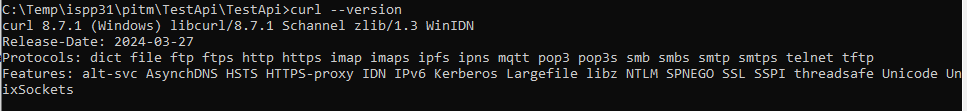 C:\Temp\ispp31\pitm\TestApi\TestApi>curl --version
curl 8.7.1 (Windows) libcurl/8.7.1 Schannel zlib/1.3 WinIDN
Release-Date: 2024-03-27
Protocols: dict file ftp ftps http https imap imaps ipfs ipns mqtt pop3 pop3s smb smbs smtp smtps telnet tftp
Features: alt-svc AsynchDNS HSTS HTTPS-proxy IDN IPv6 Kerberos Largefile libz NTLM SPNEGO SSL SSPI threadsafe Unicode Un
ixSockets